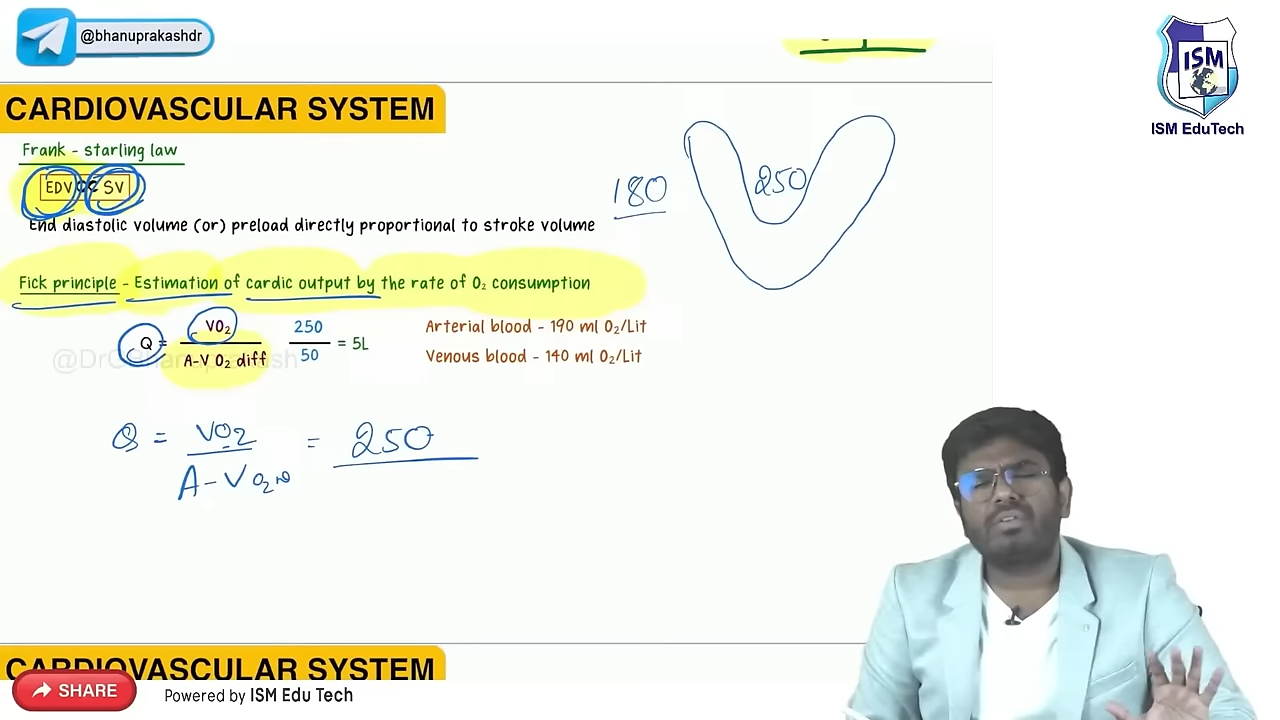 @bhanuprakashdr
ISM
ISM EduTech
CARDIOVASCULAR SYSTEM
Frank - starling law
EDV ∝ SV
End diastolic volume (or) preload directly proportional to stroke volume
180
250
Fick principle - Estimation of cardic output by the rate of O₂ consumption
Q = VO₂ / A-V O₂ diff 250 / 50 = 5L
Arterial blood - 190 ml O₂/Lit
Venous blood - 140 ml O₂/Lit
Q = VO2 / A-V O2 = 250
CARDIOVASCULAR SYSTEM
SHARE
Powered by ISM Edu Tech